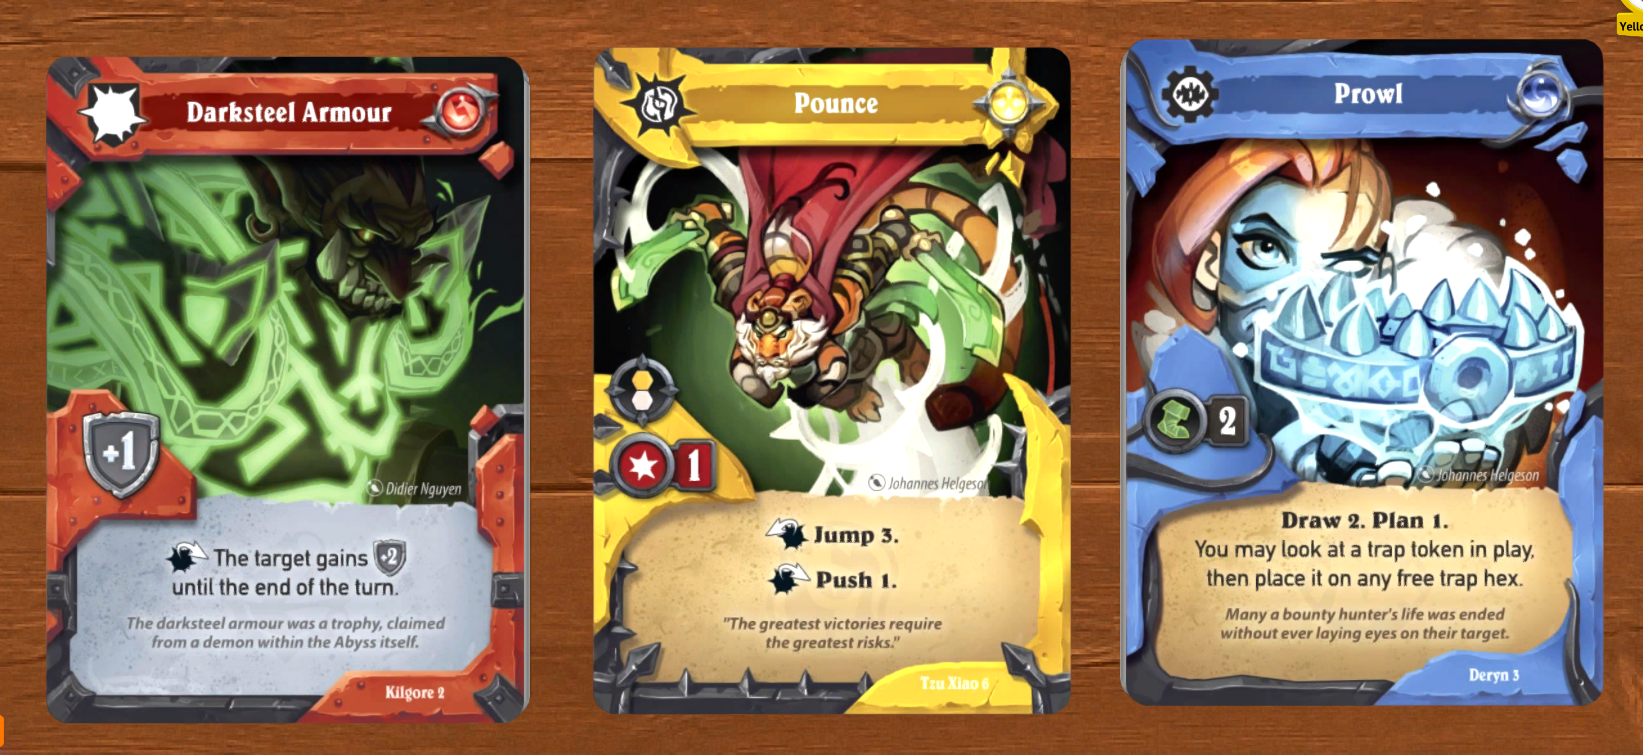 Yello
Darksteel Armour
+1
Didier Nguyen
The target gains +2
until the end of the turn.
The darksteel armour was a trophy, claimed
from a demon within the Abyss itself.
Kilgore 2
Pounce
1
Johannes Helgeson
Jump 3.
Push 1.
"The greatest victories require
the greatest risks."
Tzu Xiao 6
Prowl
2
Johannes Helgeson
Draw 2. Plan 1.
You may look at a trap token in play,
then place it on any free trap hex.
Many a bounty hunter's life was ended
without ever laying eyes on their target.
Deryn 3